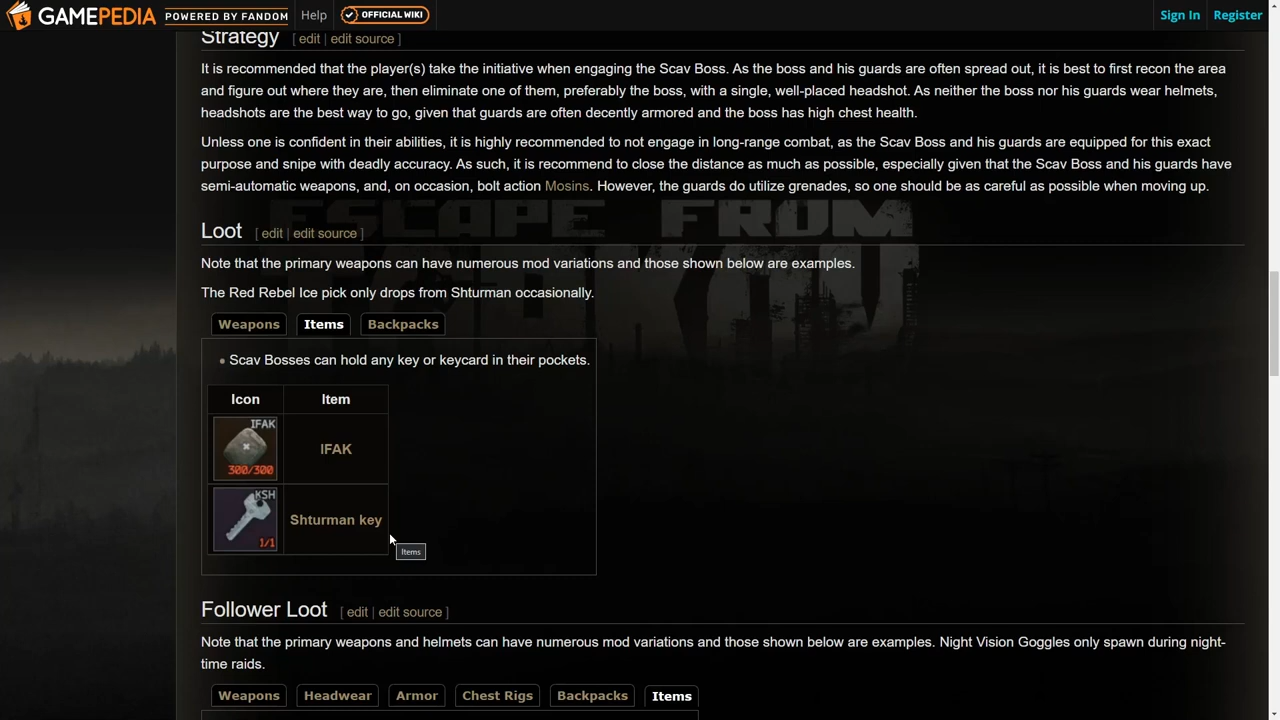 GAMEPEDIA POWERED BY FANDOM Help OFFICIAL WIKI Sign In Register
Strategy [ edit | edit source ]
It is recommended that the player(s) take the initiative when engaging the Scav Boss. As the boss and his guards are often spread out, it is best to first recon the area
and figure out where they are, then eliminate one of them, preferably the boss, with a single, well-placed headshot. As neither the boss nor his guards wear helmets,
headshots are the best way to go, given that guards are often decently armored and the boss has high chest health.
Unless one is confident in their abilities, it is highly recommended to not engage in long-range combat, as the Scav Boss and his guards are equipped for this exact
purpose and snipe with deadly accuracy. As such, it is recommend to close the distance as much as possible, especially given that the Scav Boss and his guards have
semi-automatic weapons, and, on occasion, bolt action Mosins. However, the guards do utilize grenades, so one should be as careful as possible when moving up.
ESCAPE FROM
TARKOV
Loot [ edit | edit source ]
Note that the primary weapons can have numerous mod variations and those shown below are examples.
The Red Rebel Ice pick only drops from Shturman occasionally.
Weapons Items Backpacks
Scav Bosses can hold any key or keycard in their pockets.
Icon Item
IFAK
300/300
IFAK
KSH
1/1
Shturman key
Items
Follower Loot [ edit | edit source ]
Note that the primary weapons and helmets can have numerous mod variations and those shown below are examples. Night Vision Goggles only spawn during night-
time raids.
Weapons Headwear Armor Chest Rigs Backpacks Items